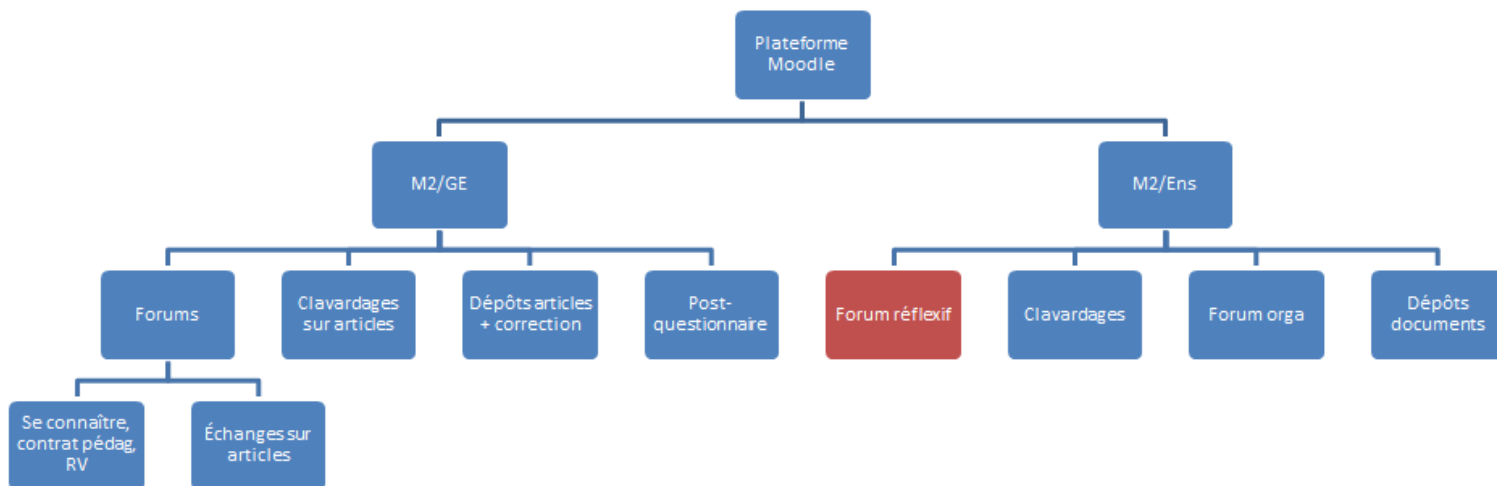 Plateforme
Moodle
M2/GE
M2/Ens
Forums
Clavardages
sur articles
Dépôts articles
+ correction
Post-
questionnaire
Forum réflexif
Clavardages
Forum orga
Dépôts
documents
Se connaître,
contrat pédag,
RV
Échanges sur
articles